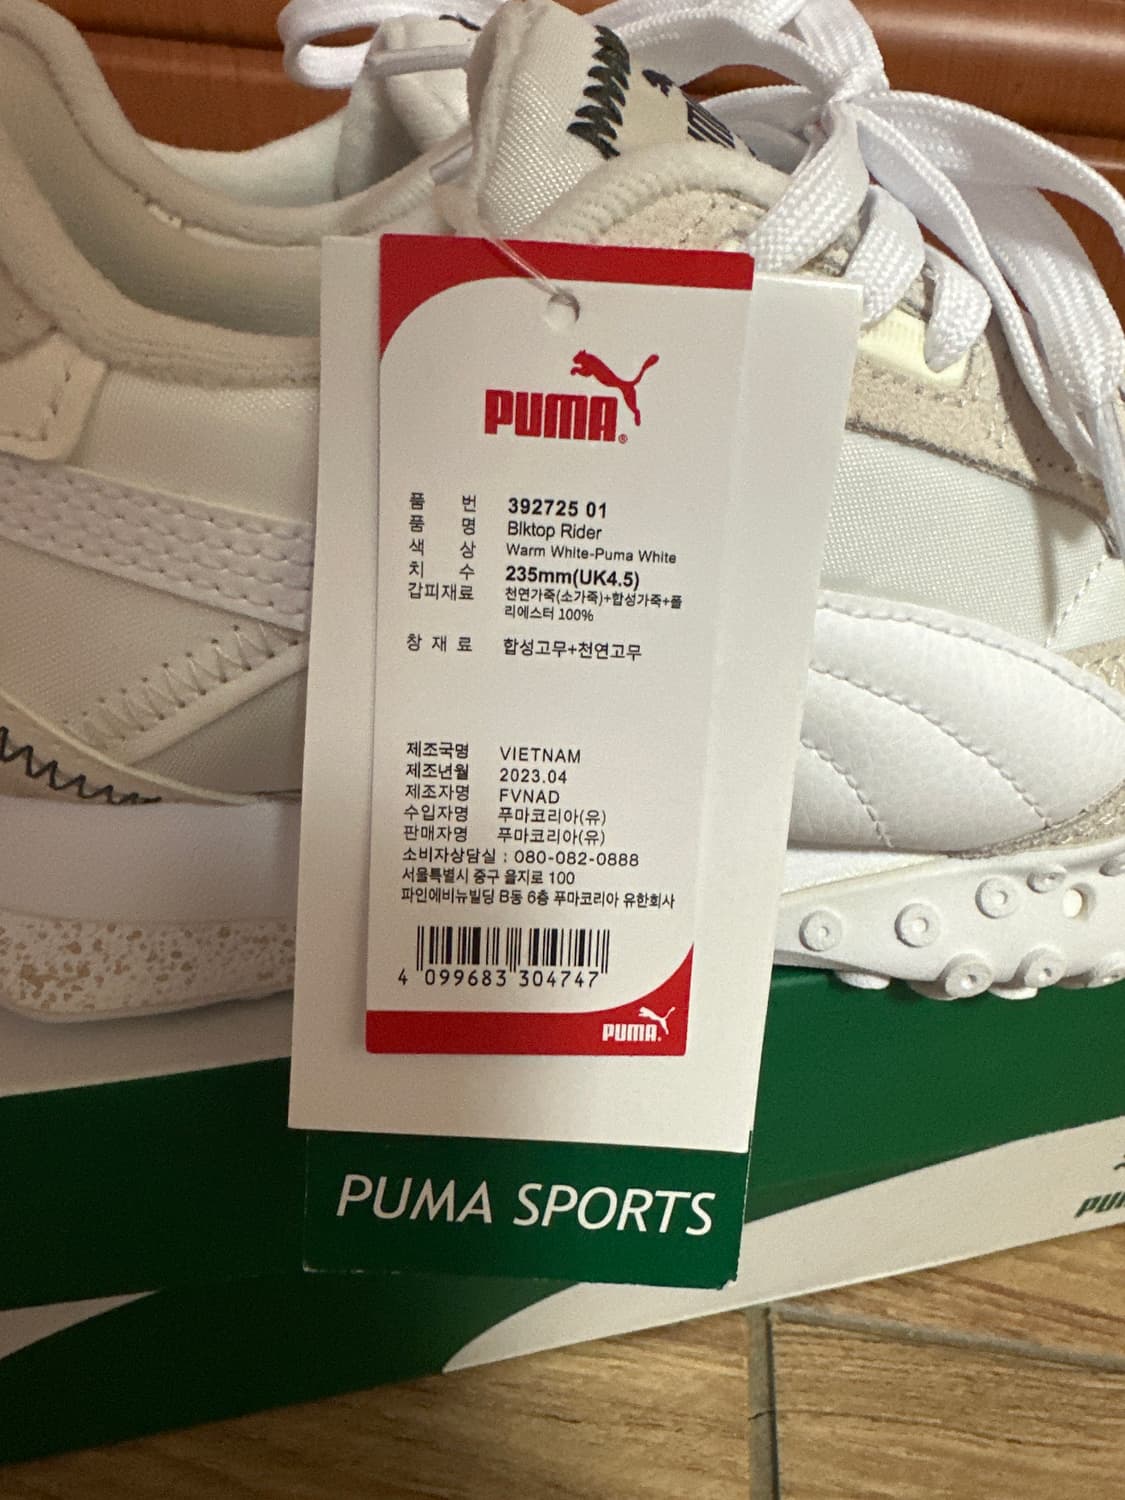 PUMA
품 번 392725 01
품 명 Blktop Rider
색 상 Warm White-Puma White
치 수 235mm(UK4.5)
갑피재료 천연가죽(소가죽)+합성가죽+폴
리에스터 100%
창 재 료 합성고무+천연고무
제조국명 VIETNAM
제조년월 2023.04
제조자명 FVNAD
수입자명 푸마코리아(유)
판매자명 푸마코리아(유)
소비자상담실 : 080-082-0888
서울특별시 중구 을지로 100
파인에비뉴빌딩 B동 6층 푸마코리아 유한회사
4 099683 304747
PUMA
PUMA SPORTS